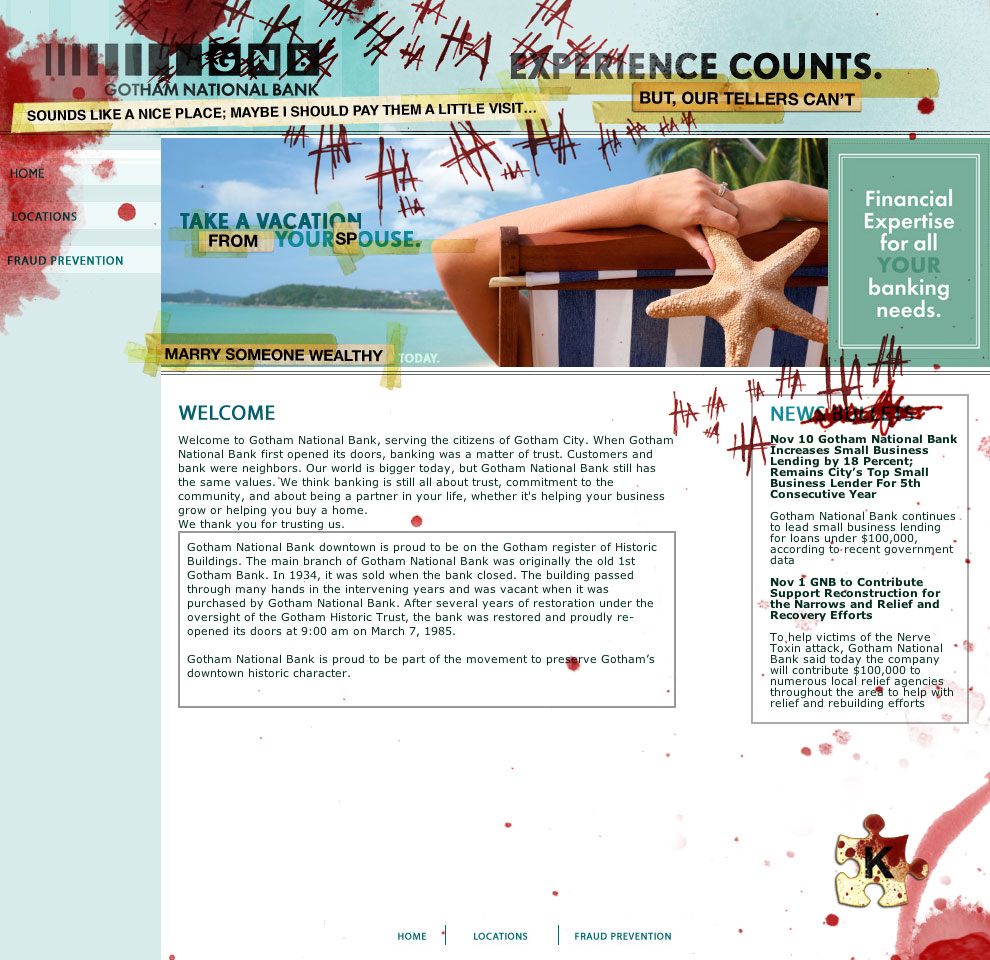 HA HA HA HA HA HA HA HA
GNB
GOTHAM NATIONAL BANK
SOUNDS LIKE A NICE PLACE; MAYBE I SHOULD PAY THEM A LITTLE VISIT...
EXPERIENCE COUNTS.
BUT, OUR TELLERS CAN'T
HA HA HA HA HA HA HA HA
HOME
LOCATIONS
FRAUD PREVENTION
TAKE A VACATION
FROM YOUR SPOUSE.
MARRY SOMEONE WEALTHY TODAY.
Financial
Expertise
for all
YOUR
banking
needs.
HA HA HA HA HA HA HA HA
WELCOME
Welcome to Gotham National Bank, serving the citizens of Gotham City. When Gotham
National Bank first opened its doors, banking was a matter of trust. Customers and
bank were neighbors. Our world is bigger today, but Gotham National Bank still has
the same values. We think banking is still all about trust, commitment to the
community, and about being a partner in your life, whether it's helping your business
grow or helping you buy a home.
We thank you for trusting us.
Gotham National Bank downtown is proud to be on the Gotham register of Historic
Buildings. The main branch of Gotham National Bank was originally the old 1st
Gotham Bank. In 1934, it was sold when the bank closed. The building passed
through many hands in the intervening years and was vacant when it was
purchased by Gotham National Bank. After several years of restoration under the
oversight of the Gotham Historic Trust, the bank was restored and proudly re-
opened its doors at 9:00 am on March 7, 1985.
Gotham National Bank is proud to be part of the movement to preserve Gotham's
downtown historic character.
NEWS BULLETS
Nov 10 Gotham National Bank
Increases Small Business
Lending by 18 Percent;
Remains City's Top Small
Business Lender For 5th
Consecutive Year
Gotham National Bank continues
to lead small business lending
for loans under $100,000,
according to recent government
data
Nov 1 GNB to Contribute
Support Reconstruction for
the Narrows and Relief and
Recovery Efforts
To help victims of the Nerve
Toxin attack, Gotham National
Bank said today the company
will contribute $100,000 to
numerous local relief agencies
throughout the area to help with
relief and rebuilding efforts
K
HOME
LOCATIONS
FRAUD PREVENTION